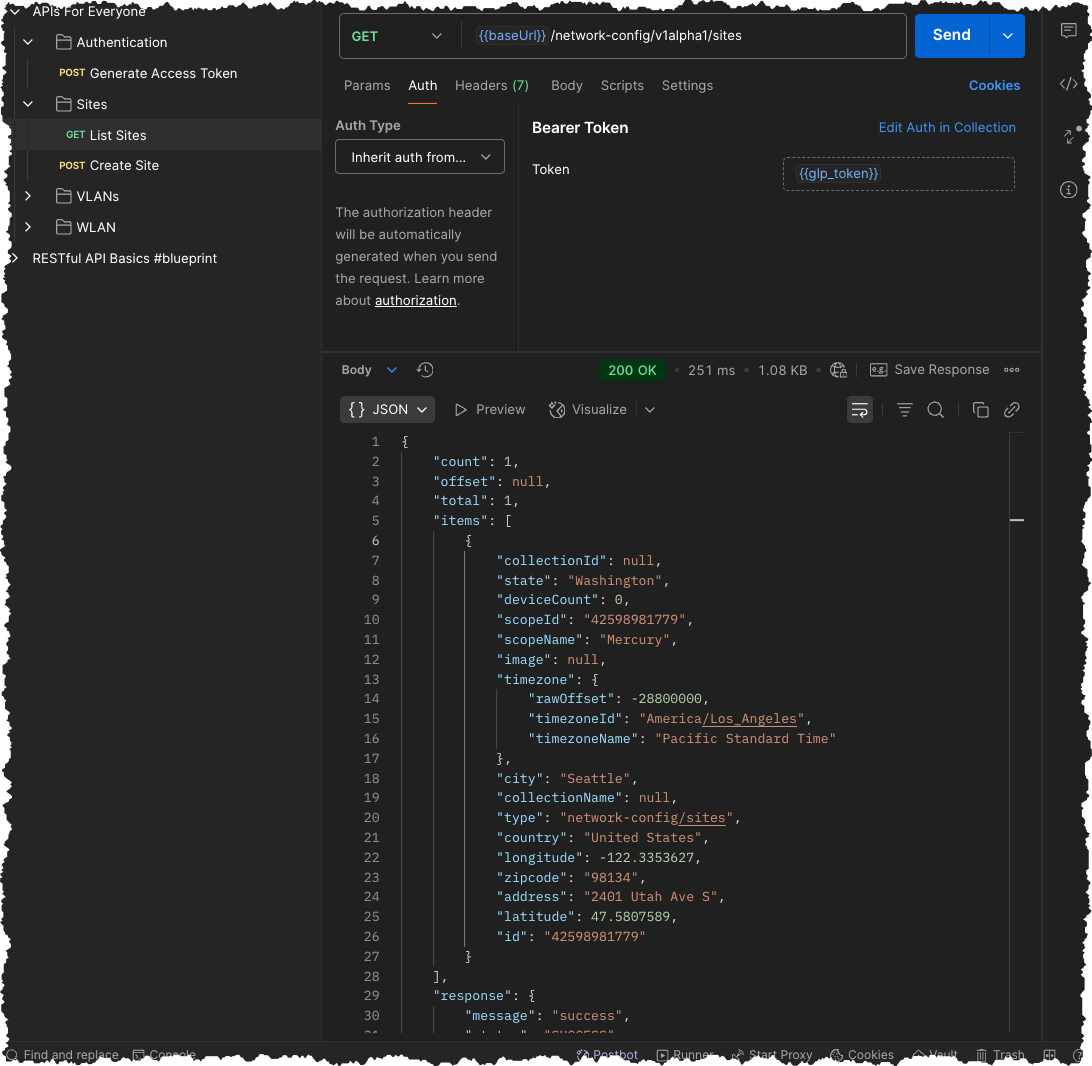 APIs For Everyone
Authentication
POST Generate Access Token
Sites
GET List Sites
POST Create Site
VLANs
WLAN
RESTful API Basics #blueprint
GET {{baseUrl}} /network-config/v1alpha1/sites Send
Params Auth Headers (7) Body Scripts Settings Cookies
Auth Type
Inherit auth from...
The authorization header
will be automatically
generated when you send
the request. Learn more
about authorization.
Bearer Token Edit Auth in Collection
Token {{glp_token}}
Body 200 OK • 251 ms • 1.08 KB • e.g. Save Response
{} JSON Preview Visualize
1 {
2 "count": 1,
3 "offset": null,
4 "total": 1,
5 "items": [
6 {
7 "collectionId": null,
8 "state": "Washington",
9 "deviceCount": 0,
10 "scopeId": "42598981779",
11 "scopeName": "Mercury",
12 "image": null,
13 "timezone": {
14 "rawOffset": -28800000,
15 "timezoneId": "America/Los_Angeles",
16 "timezoneName": "Pacific Standard Time"
17 },
18 "city": "Seattle",
19 "collectionName": null,
20 "type": "network-config/sites",
21 "country": "United States",
22 "longitude": -122.3353627,
23 "zipcode": "98134",
24 "address": "2401 Utah Ave S",
25 "latitude": 47.5807589,
26 "id": "42598981779"
27 }
28 ],
29 "response": {
30 "message": "success",
Find and replace Console Postbot Runner Start Proxy Cookies Vault Trash